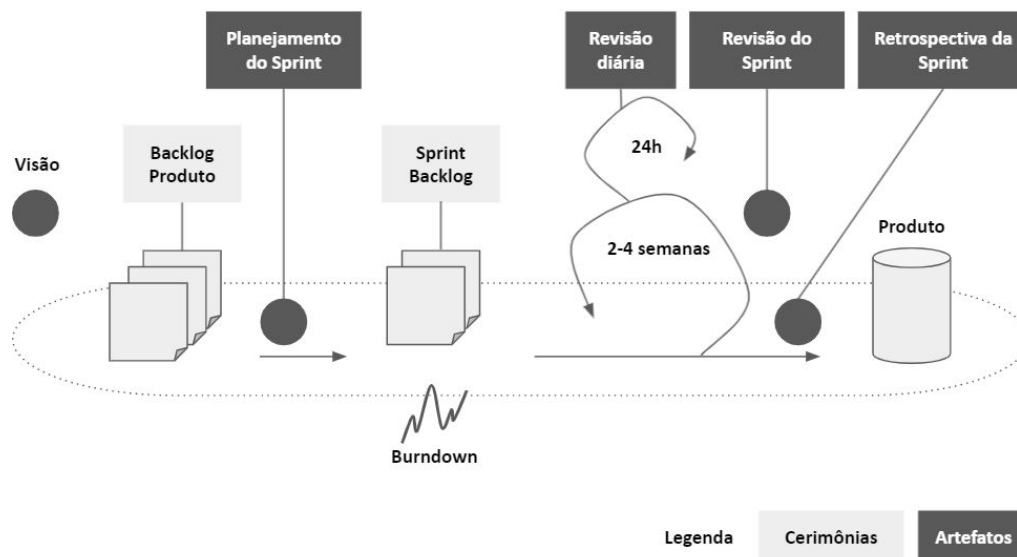 Planejamento
do Sprint
Revisão
diária
Revisão do
Sprint
Retrospectiva da
Sprint
Visão
Backlog
Produto
Sprint
Backlog
24h
2-4 semanas
Produto
Burndown
Legenda
Cerimônias
Artefatos